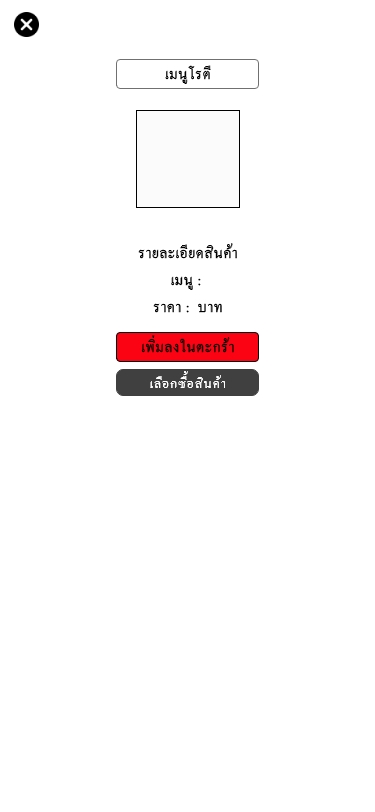 เมนูโรตี
รายละเอียดสินค้า
เมนู :
ราคา : บาท
เพิ่มลงในตะกร้า
เลือกซื้อสินค้า